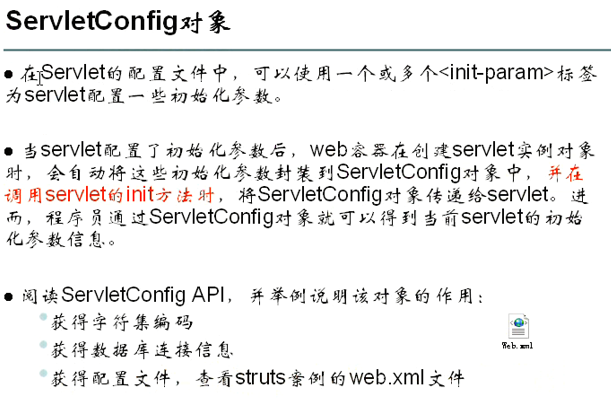 ServletConfig对象
● 在Servlet的配置文件中，可以使用一个或多个<init-param>标签
为servlet配置一些初始化参数。
● 当servlet配置了初始化参数后，web容器在创建servlet实例对象
时，会自动将这些初始化参数封装到ServletConfig对象中，并在
调用servlet的init方法时，将ServletConfig对象传递给servlet。进
而，程序员通过ServletConfig对象就可以得到当前servlet的初始
化参数信息。
● 阅读ServletConfig API，并举例说明该对象的作用：
获得字符集编码
获得数据库连接信息
获得配置文件，查看struts案例的web.xml文件
Web.xml